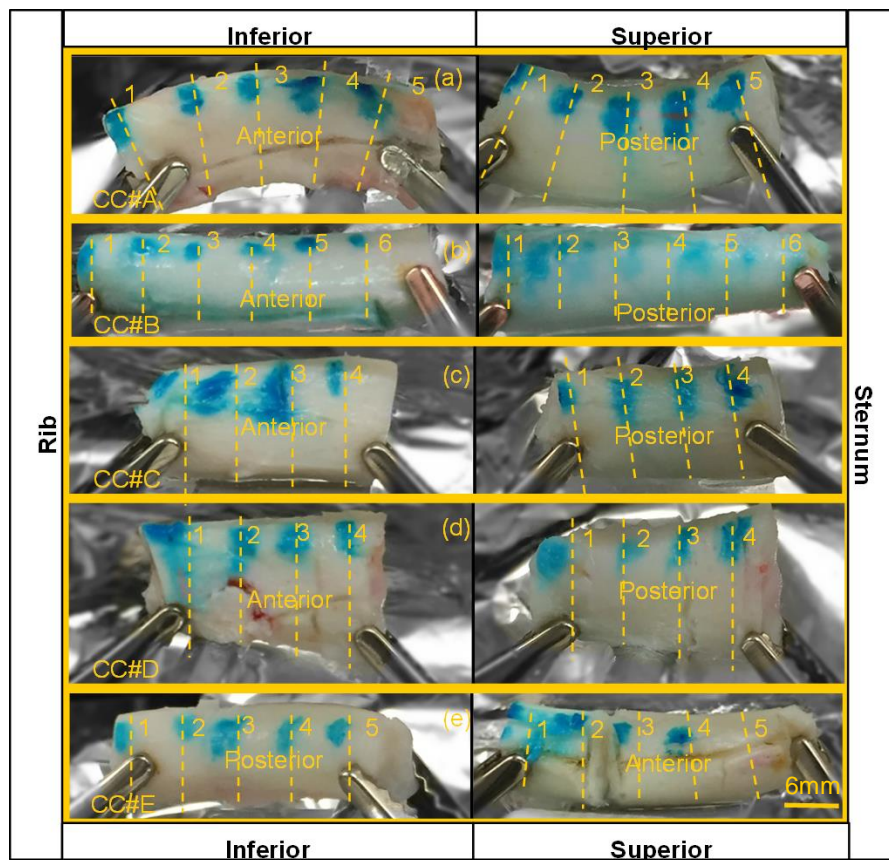 Inferior Superior
Rib
Sternum
1 2 3 4 5 (a) 1 2 3 4 5
Anterior Posterior
CC#A
1 2 3 4 5 6 (b) 1 2 3 4 5 6
Anterior Posterior
CC#B
1 2 3 4 (c) 1 2 3 4
Anterior Posterior
CC#C
1 2 3 4 (d) 1 2 3 4
Anterior Posterior
CC#D
1 2 3 4 5 (e) 1 2 3 4 5
Posterior Anterior
CC#E 6mm
Inferior Superior